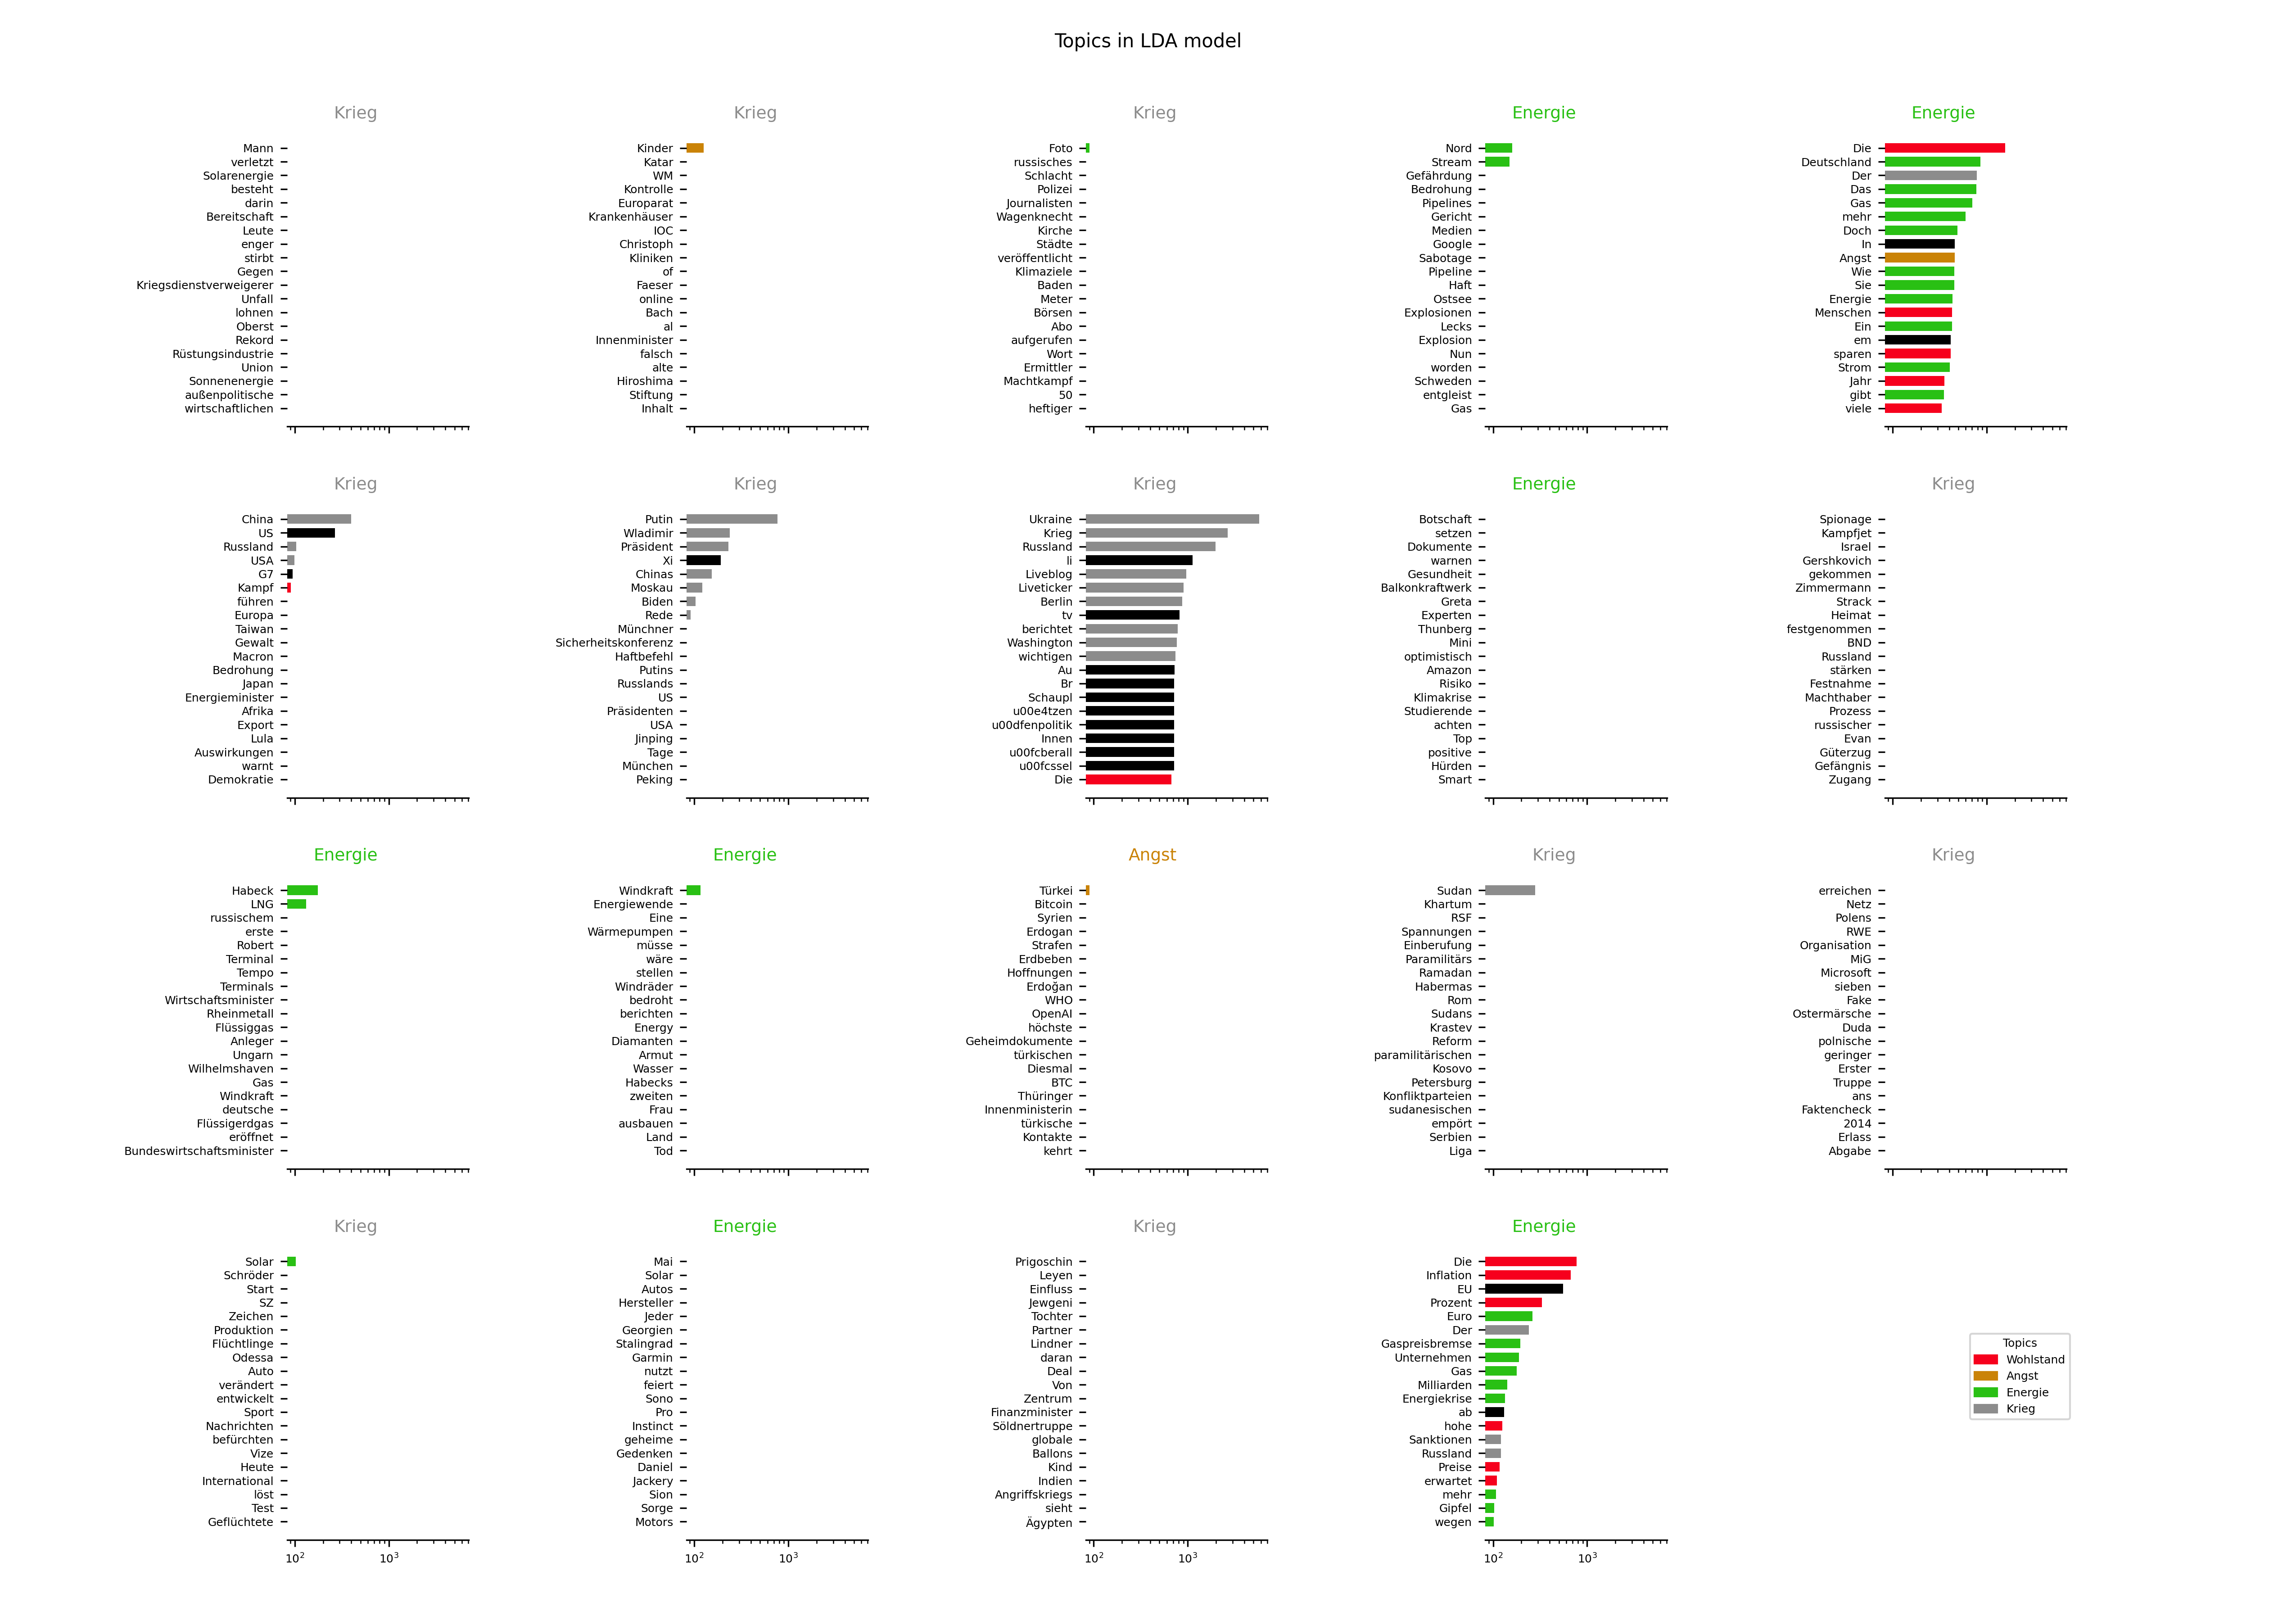 Topics in LDA model
Krieg
Mann
verletzt
Solarenergie
besteht
darin
Bereitschaft
Leute
enger
stirbt
Gegen
Kriegsdienstverweigerer
Unfall
lohnen
Oberst
Rekord
Rüstungsindustrie
Union
Sonnenenergie
außenpolitische
wirtschaftlichen
Krieg
Kinder
Katar
WM
Kontrolle
Europarat
Krankenhäuser
IOC
Christoph
Kliniken
of
Faeser
online
Bach
al
Innenminister
falsch
alte
Hiroshima
Stiftung
Inhalt
Krieg
Foto
russisches
Schlacht
Polizei
Journalisten
Wagenknecht
Kirche
Städte
veröffentlicht
Klimaziele
Baden
Meter
Börsen
Abo
aufgerufen
Wort
Ermittler
Machtkampf
50
heftiger
Energie
Nord
Stream
Gefährdung
Bedrohung
Pipelines
Gericht
Medien
Google
Sabotage
Pipeline
Haft
Ostsee
Explosionen
Lecks
Explosion
Nun
worden
Schweden
entgleist
Gas
Energie
Die
Deutschland
Der
Das
Gas
mehr
Doch
In
Angst
Wie
Sie
Energie
Menschen
Ein
em
sparen
Strom
Jahr
gibt
viele
Krieg
China
US
Russland
USA
G7
Kampf
führen
Europa
Taiwan
Gewalt
Macron
Bedrohung
Japan
Energieminister
Afrika
Export
Lula
Auswirkungen
warnt
Demokratie
Krieg
Putin
Wladimir
Präsident
Xi
Chinas
Moskau
Biden
Rede
Münchner
Sicherheitskonferenz
Haftbefehl
Putins
Russlands
US
Präsidenten
USA
Jinping
Tage
München
Peking
Krieg
Ukraine
Krieg
Russland
li
Liveblog
Liveticker
Berlin
tv
berichtet
Washington
wichtigen
Au
Br
Schaupl
u00e4tzen
u00dfenpolitik
Innen
u00fcberall
u00fcssel
Die
Energie
Botschaft
setzen
Dokumente
warnen
Gesundheit
Balkonkraftwerk
Greta
Experten
Thunberg
Mini
optimistisch
Amazon
Risiko
Klimakrise
Studierende
achten
Top
positive
Hürden
Smart
Krieg
Spionage
Kampfjet
Israel
Gershkovich
gekommen
Zimmermann
Strack
Heimat
festgenommen
BND
Russland
stärken
Festnahme
Machthaber
Prozess
russischer
Evan
Güterzug
Gefängnis
Zugang
Energie
Habeck
LNG
russischem
erste
Robert
Terminal
Tempo
Terminals
Wirtschaftsminister
Rheinmetall
Flüssiggas
Anleger
Ungarn
Wilhelmshaven
Gas
Windkraft
deutsche
Flüssigerdgas
eröffnet
Bundeswirtschaftsminister
Energie
Windkraft
Energiewende
Eine
Wärmepumpen
müsse
wäre
stellen
Windräder
bedroht
berichten
Energy
Diamanten
Armut
Wasser
Habecks
zweiten
Frau
ausbauen
Land
Tod
Angst
Türkei
Bitcoin
Syrien
Erdogan
Strafen
Erdbeben
Hoffnungen
Erdoğan
WHO
OpenAI
höchste
Geheimdokumente
türkischen
Diesmal
BTC
Thüringer
Innenministerin
türkische
Kontakte
kehrt
Krieg
Sudan
Khartum
RSF
Spannungen
Einberufung
Paramilitärs
Ramadan
Habermas
Rom
Sudans
Krastev
Reform
paramilitärischen
Kosovo
Petersburg
Konfliktparteien
sudanesischen
empört
Serbien
Liga
Krieg
erreichen
Netz
Polens
RWE
Organisation
MiG
Microsoft
sieben
Fake
Ostermärsche
Duda
polnische
geringer
Erster
Truppe
ans
Faktencheck
2014
Erlass
Abgabe
Krieg
Solar
Schröder
Start
SZ
Zeichen
Produktion
Flüchtlinge
Odessa
Auto
verändert
entwickelt
Sport
Nachrichten
befürchten
Vize
Heute
International
löst
Test
Geflüchtete
10² 10³
Energie
Mai
Solar
Autos
Hersteller
Jeder
Georgien
Stalingrad
Garmin
nutzt
feiert
Sono
Pro
Instinct
geheime
Gedenken
Daniel
Jackery
Sion
Sorge
Motors
10² 10³
Krieg
Prigoschin
Leyen
Einfluss
Jewgeni
Tochter
Partner
Lindner
daran
Deal
Von
Zentrum
Finanzminister
Söldnertruppe
globale
Ballons
Kind
Indien
Angriffskriegs
sieht
Ägypten
10² 10³
Energie
Die
Inflation
EU
Prozent
Euro
Der
Gaspreisbremse
Unternehmen
Gas
Milliarden
Energiekrise
ab
hohe
Sanktionen
Russland
Preise
erwartet
mehr
Gipfel
wegen
10² 10³
Topics
Wohlstand
Angst
Energie
Krieg